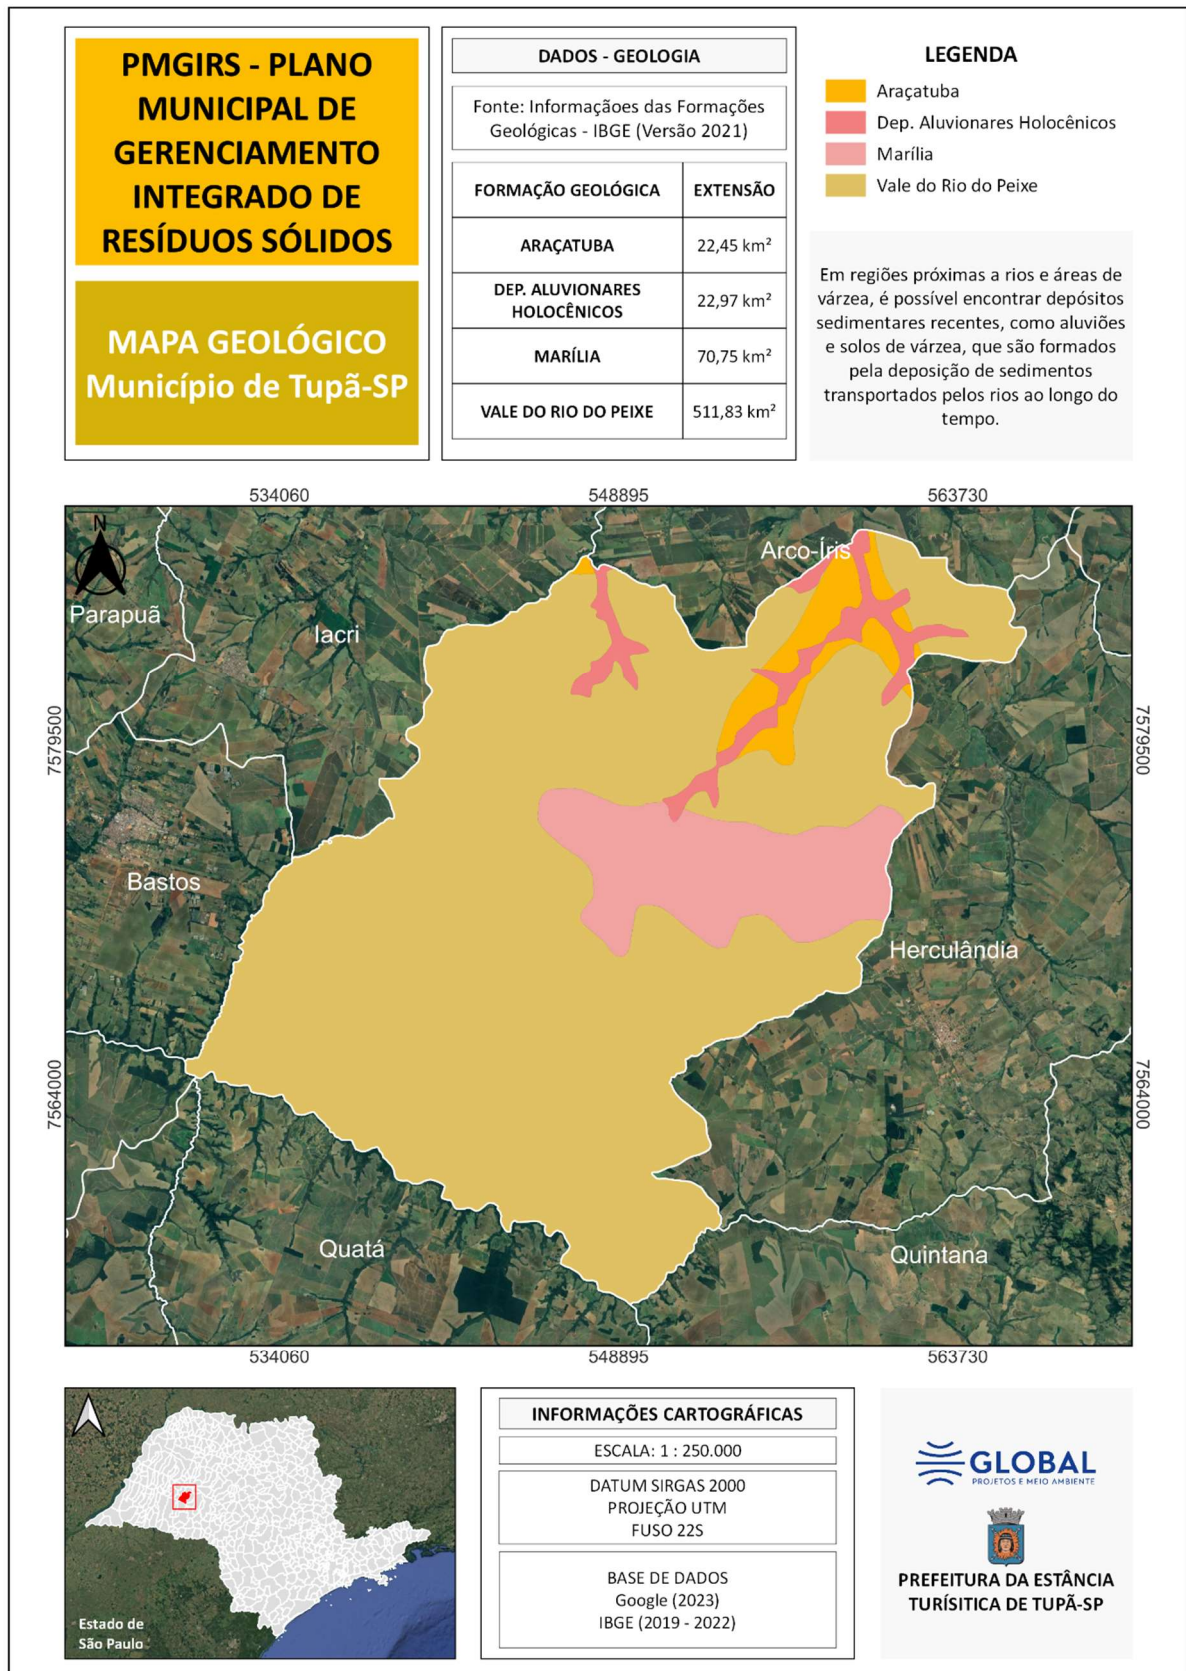 PMGIRS - PLANO
MUNICIPAL DE
GERENCIAMENTO
INTEGRADO DE
RESÍDUOS SÓLIDOS
MAPA GEOLÓGICO
Município de Tupã-SP
DADOS - GEOLOGIA
Fonte: Informaçãoes das Formações
Geológicas - IBGE (Versão 2021)
FORMAÇÃO GEOLÓGICA EXTENSÃO
ARAÇATUBA 22,45 km²
DEP. ALUVIONARES
HOLOCÊNICOS 22,97 km²
MARÍLIA 70,75 km²
VALE DO RIO DO PEIXE 511,83 km²
LEGENDA
Araçatuba
Dep. Aluvionares Holocênicos
Marília
Vale do Rio do Peixe
Em regiões próximas a rios e áreas de
várzea, é possível encontrar depósitos
sedimentares recentes, como aluviões
e solos de várzea, que são formados
pela deposição de sedimentos
transportados pelos rios ao longo do
tempo.
534060 548895 563730
N
Arco-Íris
Parapuã
Iacri
7579500 7579500
Bastos
Herculândia
7564000 7564000
Quatá
Quintana
534060 548895 563730
Estado de
São Paulo
INFORMAÇÕES CARTOGRÁFICAS
ESCALA: 1 : 250.000
DATUM SIRGAS 2000
PROJEÇÃO UTM
FUSO 22S
BASE DE DADOS
Google (2023)
IBGE (2019 - 2022)
GLOBAL
PROJETOS E MEIO AMBIENTE
PREFEITURA DA ESTÂNCIA
TURÍSITICA DE TUPÃ-SP